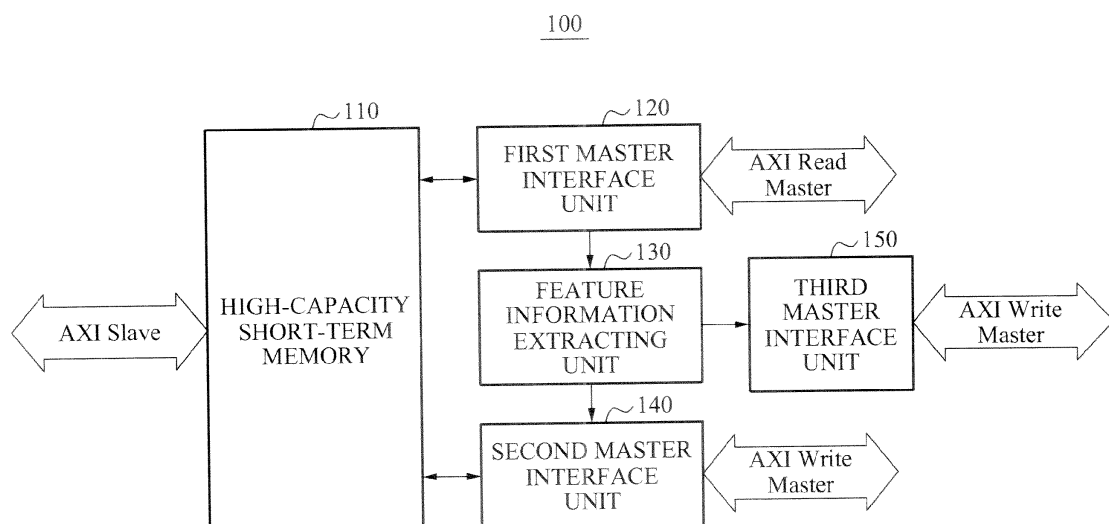 100
110
120
FIRST MASTER
INTERFACE
UNIT
AXI Read
Master
130
150
HIGH-CAPACITY
SHORT-TERM
MEMORY
AXI Slave
FEATURE
INFORMATION
EXTRACTING
UNIT
THIRD
MASTER
INTERFACE
UNIT
AXI Write
Master
140
SECOND MASTER
INTERFACE
UNIT
AXI Write
Master